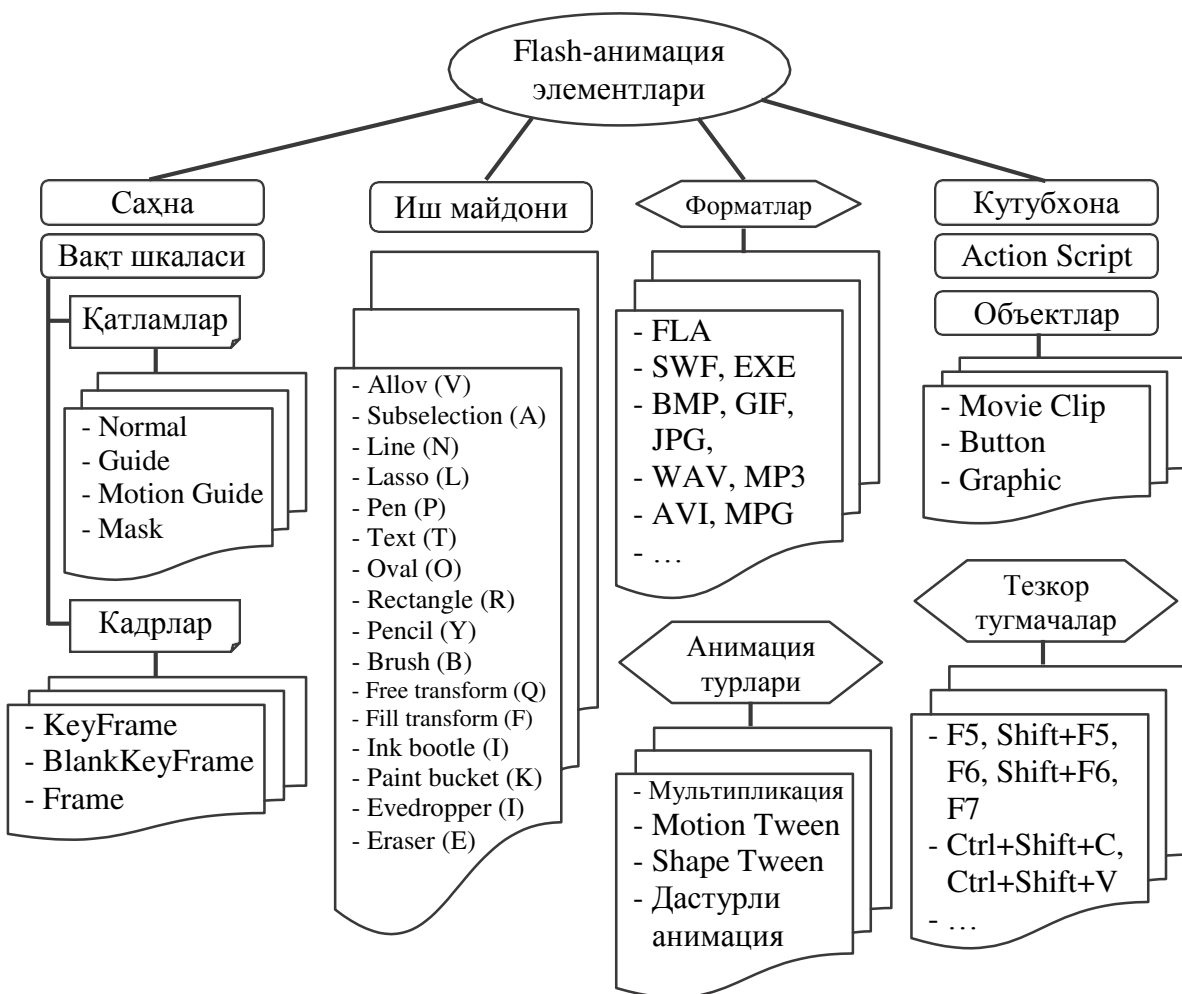 Flash-анимация
элементлари
Саҳна
Вақт шкаласи
Қатламлар
- Normal
- Guide
- Motion Guide
- Mask
Кадрлар
- KeyFrame
- BlankKeyFrame
- Frame
Иш майдони
- Allov (V)
- Subselection (A)
- Line (N)
- Lasso (L)
- Pen (P)
- Text (T)
- Oval (O)
- Rectangle (R)
- Pencil (Y)
- Brush (B)
- Free transform (Q)
- Fill transform (F)
- Ink bootle (I)
- Paint bucket (K)
- Evedropper (I)
- Eraser (E)
Форматлар
- FLA
- SWF, EXE
- BMP, GIF,
JPG,
- WAV, MP3
- AVI, MPG
- …
Анимация
турлари
- Мультипликация
- Motion Tween
- Shape Tween
- Дастурли
анимация
Кутубхона
Action Script
Объектлар
- Movie Clip
- Button
- Graphic
Тезкор
тугмачалар
- F5, Shift+F5,
F6, Shift+F6,
F7
- Ctrl+Shift+C,
Ctrl+Shift+V
- …